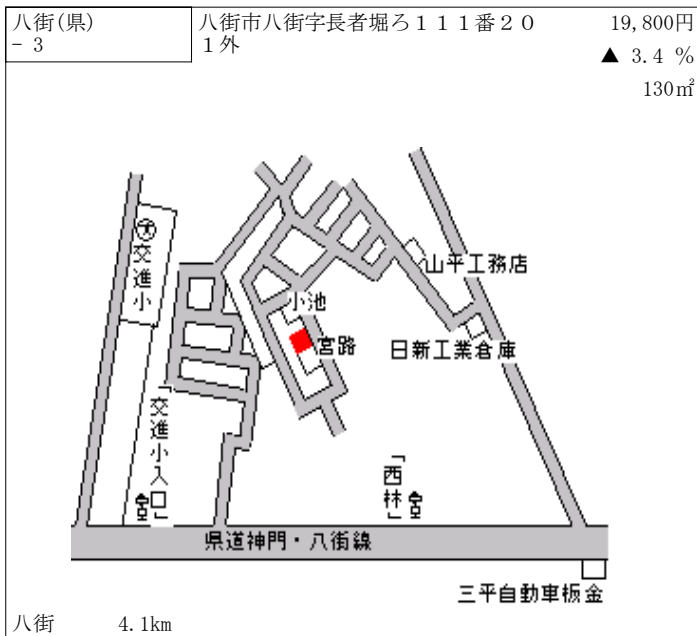 八街(県)
- 3
八街市八街字長者堀ろ111番20
1外
19,800円
▲ 3.4 %
130㎡
交進小
山平工務店
小池
宮路
日新工業倉庫
「交進小入口」
「西林」
県道神門・八街線
三平自動車板金
八街 4.1km